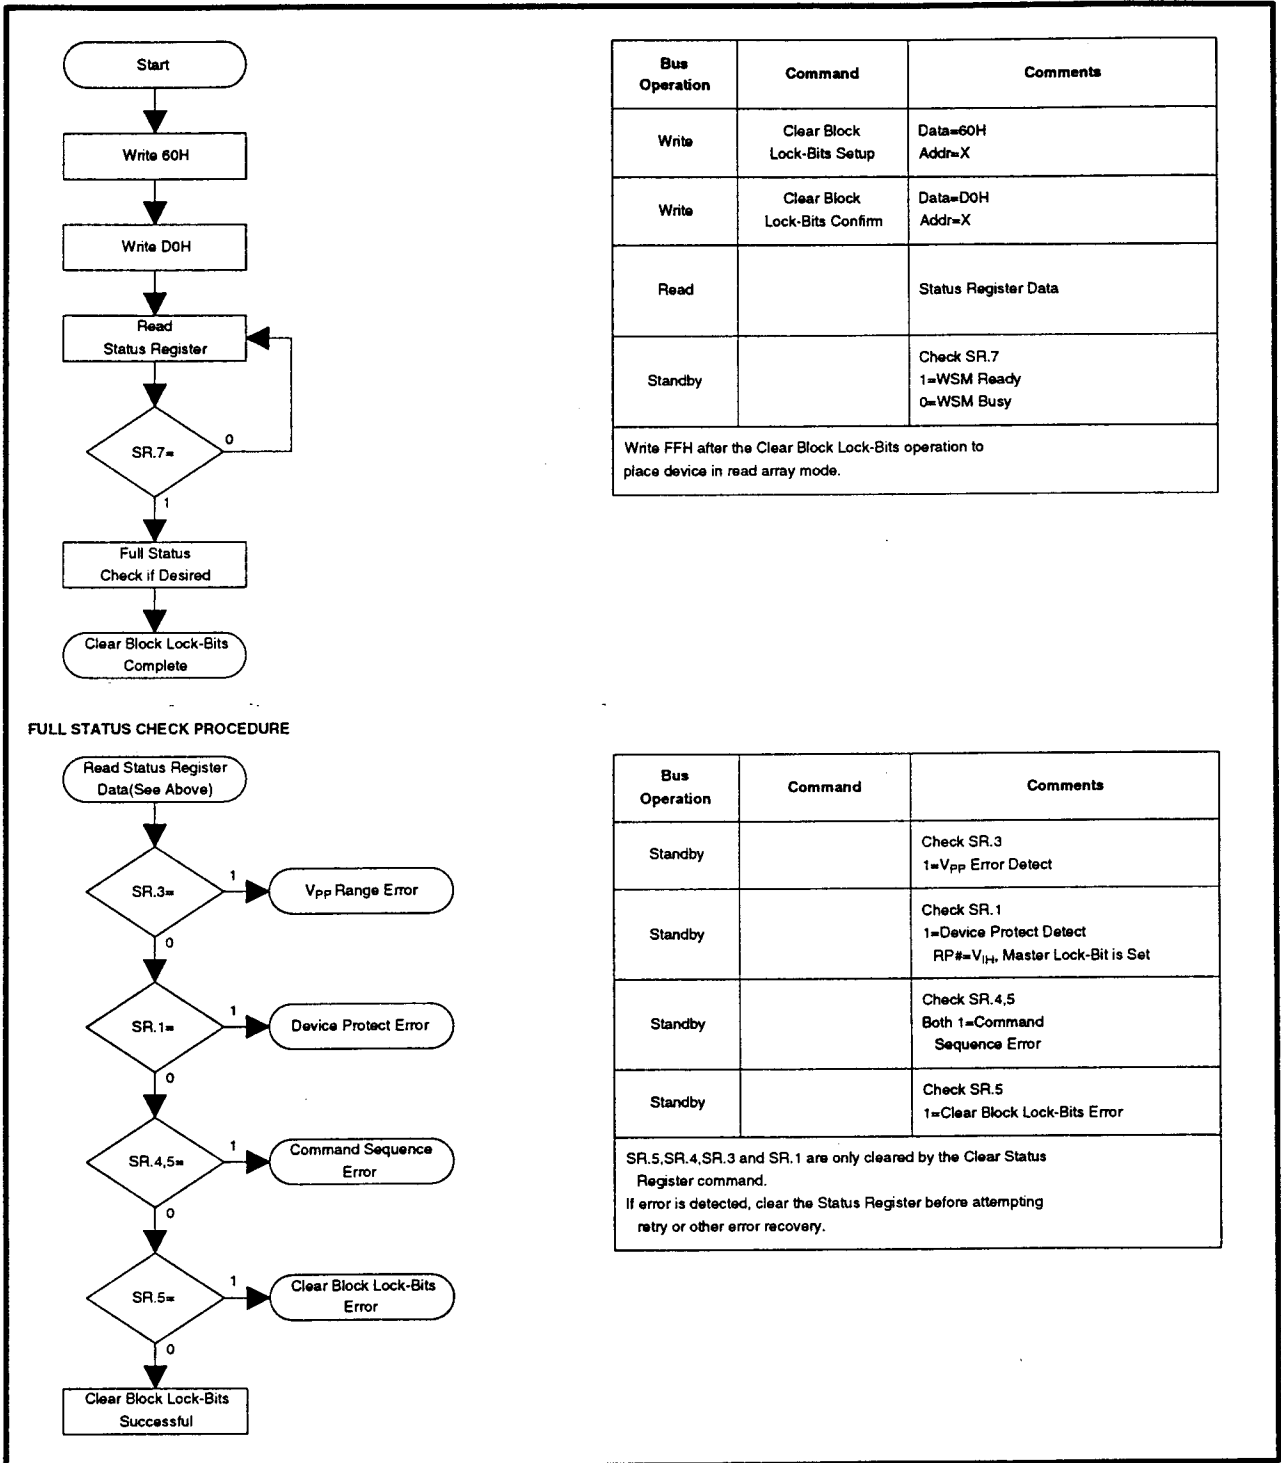 Start
Write 60H
Write D0H
Read
Status Register
SR.7=
0
1
Full Status
Check if Desired
Clear Block Lock-Bits
Complete
Bus
Operation
Command
Comments
Write
Clear Block
Lock-Bits Setup
Data=60H
Addr=X
Write
Clear Block
Lock-Bits Confirm
Data=D0H
Addr=X
Read
Status Register Data
Standby
Check SR.7
1=WSM Ready
0=WSM Busy
Write FFH after the Clear Block Lock-Bits operation to
place device in read array mode.
FULL STATUS CHECK PROCEDURE
Read Status Register
Data(See Above)
SR.3=
1
VPP Range Error
0
SR.1=
1
Device Protect Error
0
SR.4,5=
1
Command Sequence
Error
0
SR.5=
1
Clear Block Lock-Bits
Error
0
Clear Block Lock-Bits
Successful
Bus
Operation
Command
Comments
Standby
Check SR.3
1=VPP Error Detect
Standby
Check SR.1
1=Device Protect Detect
RP#=VIH, Master Lock-Bit is Set
Standby
Check SR.4,5
Both 1=Command
Sequence Error
Standby
Check SR.5
1=Clear Block Lock-Bits Error
SR.5,SR.4,SR.3 and SR.1 are only cleared by the Clear Status
Register command.
If error is detected, clear the Status Register before attempting
retry or other error recovery.